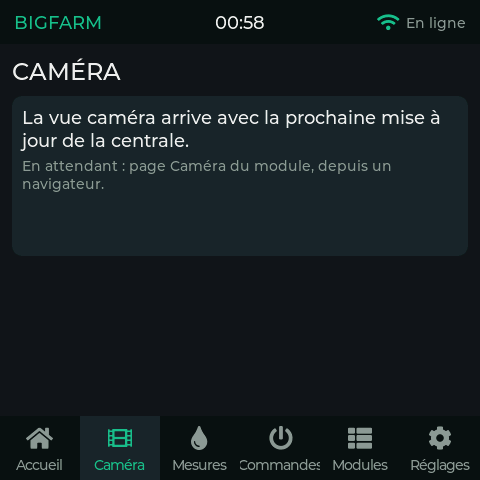 BIGFARM 00:58 En ligne
CAMÉRA
La vue caméra arrive avec la prochaine mise à
jour de la centrale.
En attendant : page Caméra du module, depuis un
navigateur.
Accueil Caméra Mesures Commandes Modules Réglages